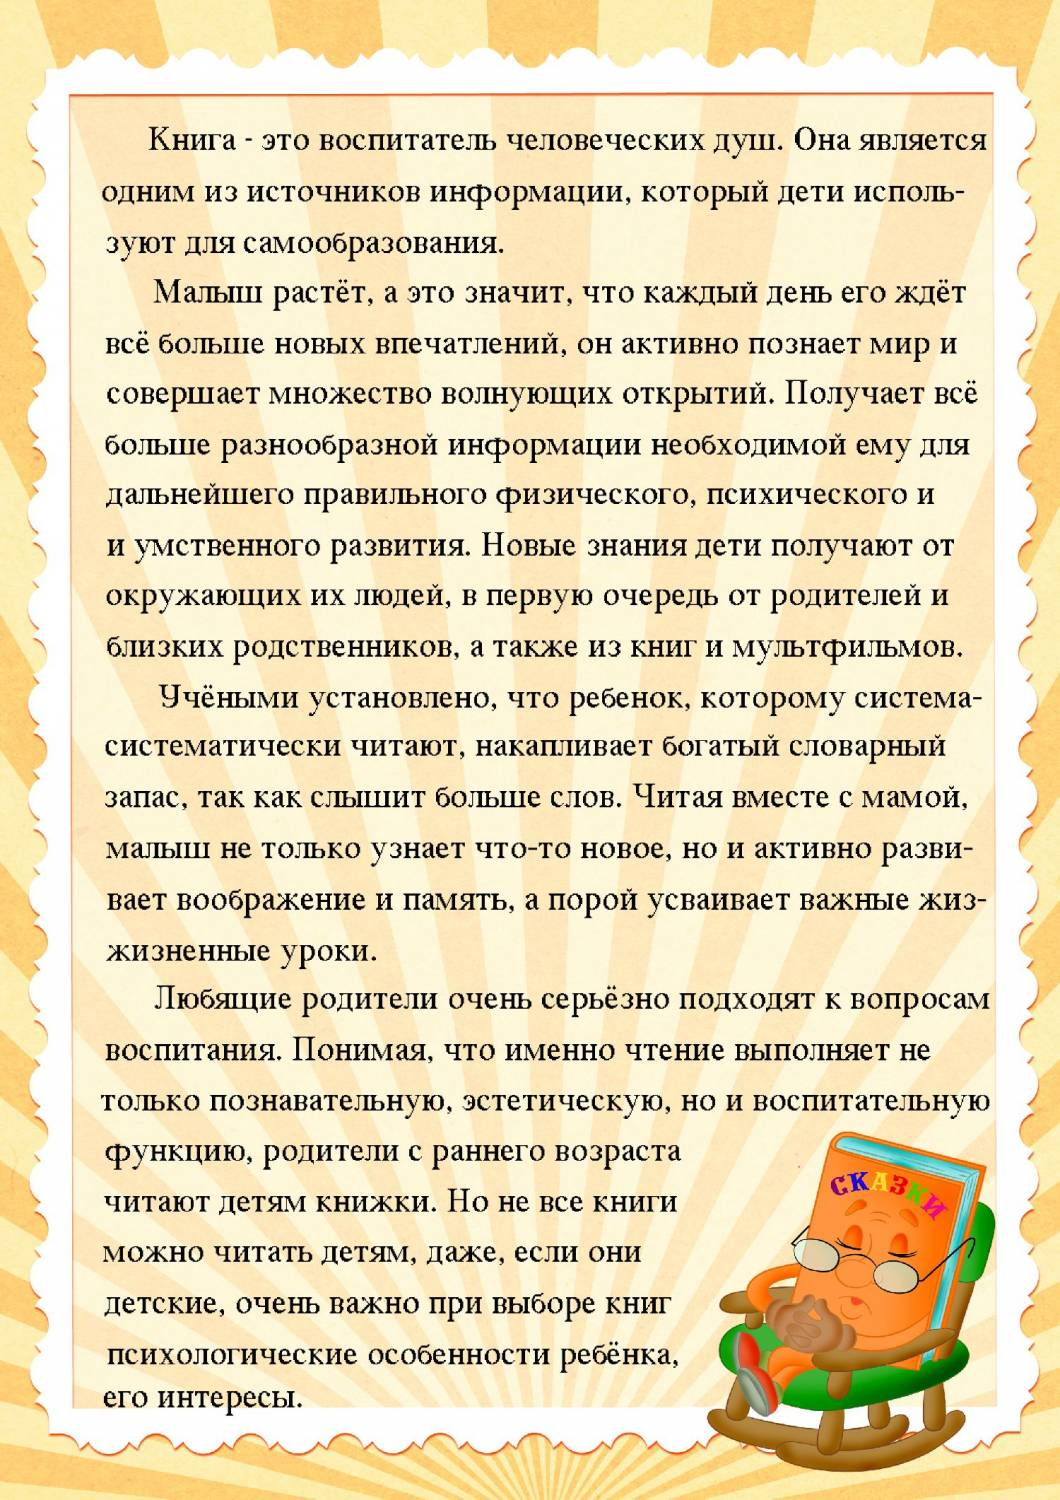 Книга - это воспитатель человеческих душ. Она является
одним из источников информации, который дети исполь-
зуют для самообразования.
Малыш растёт, а это значит, что каждый день его ждёт
всё больше новых впечатлений, он активно познает мир и
совершает множество волнующих открытий. Получает всё
больше разнообразной информации необходимой ему для
дальнейшего правильного физического, психического и
и умственного развития. Новые знания дети получают от
окружающих их людей, в первую очередь от родителей и
близких родственников, а также из книг и мультфильмов.
Учёными установлено, что ребенок, которому система-
систематически читают, накапливает богатый словарный
запас, так как слышит больше слов. Читая вместе с мамой,
малыш не только узнает что-то новое, но и активно разви-
вает воображение и память, а порой усваивает важные жиз-
жизненные уроки.
Любящие родители очень серьёзно подходят к вопросам
воспитания. Понимая, что именно чтение выполняет не
только познавательную, эстетическую, но и воспитательную
функцию, родители с раннего возраста
читают детям книжки. Но не все книги
можно читать детям, даже, если они
детские, очень важно при выборе книг
психологические особенности ребёнка,
его интересы.
СКАЗКИ